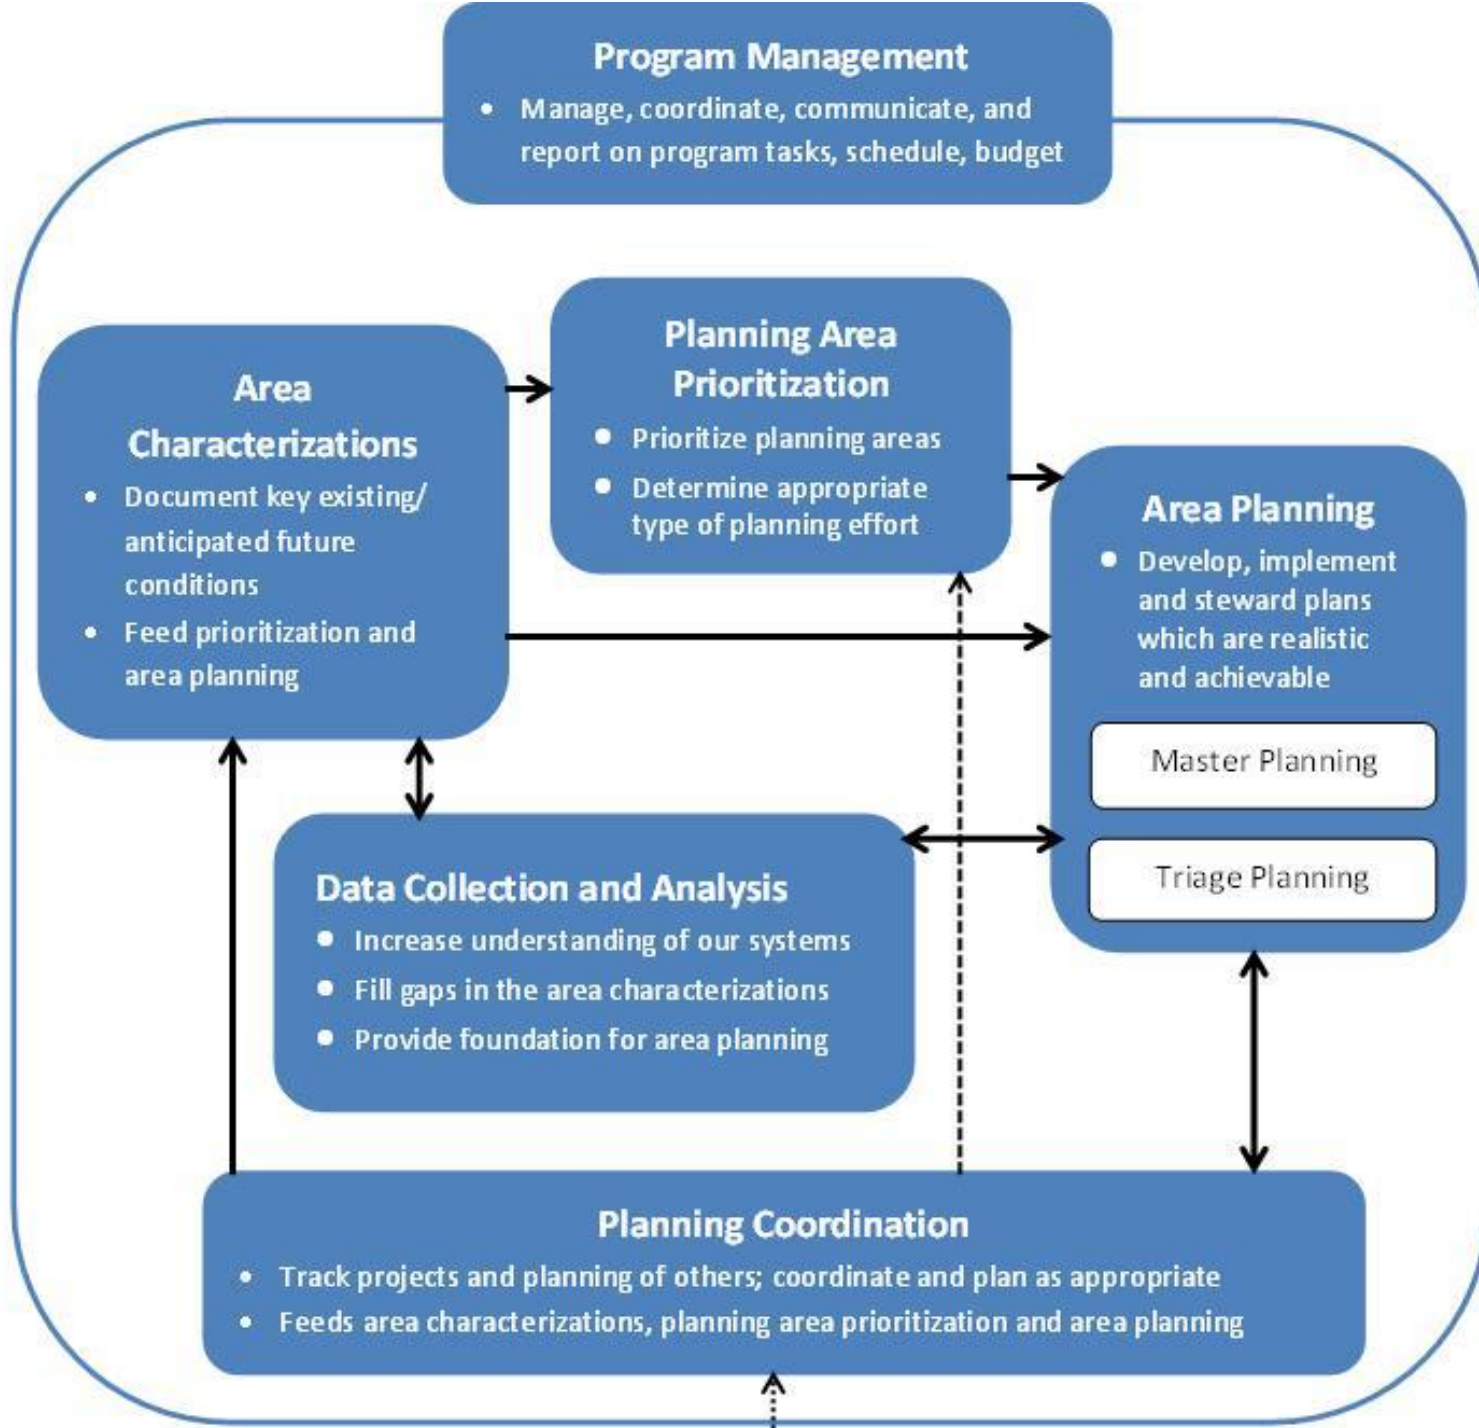 Program Management
• Manage, coordinate, communicate, and
report on program tasks, schedule, budget
Area
Characterizations
• Document key existing/
anticipated future
conditions
• Feed prioritization and
area planning
Planning Area
Prioritization
• Prioritize planning areas
• Determine appropriate
type of planning effort
Area Planning
• Develop, implement
and steward plans
which are realistic
and achievable
Master Planning
Triage Planning
Data Collection and Analysis
• Increase understanding of our systems
• Fill gaps in the area characterizations
• Provide foundation for area planning
Planning Coordination
• Track projects and planning of others; coordinate and plan as appropriate
• Feeds area characterizations, planning area prioritization and area planning